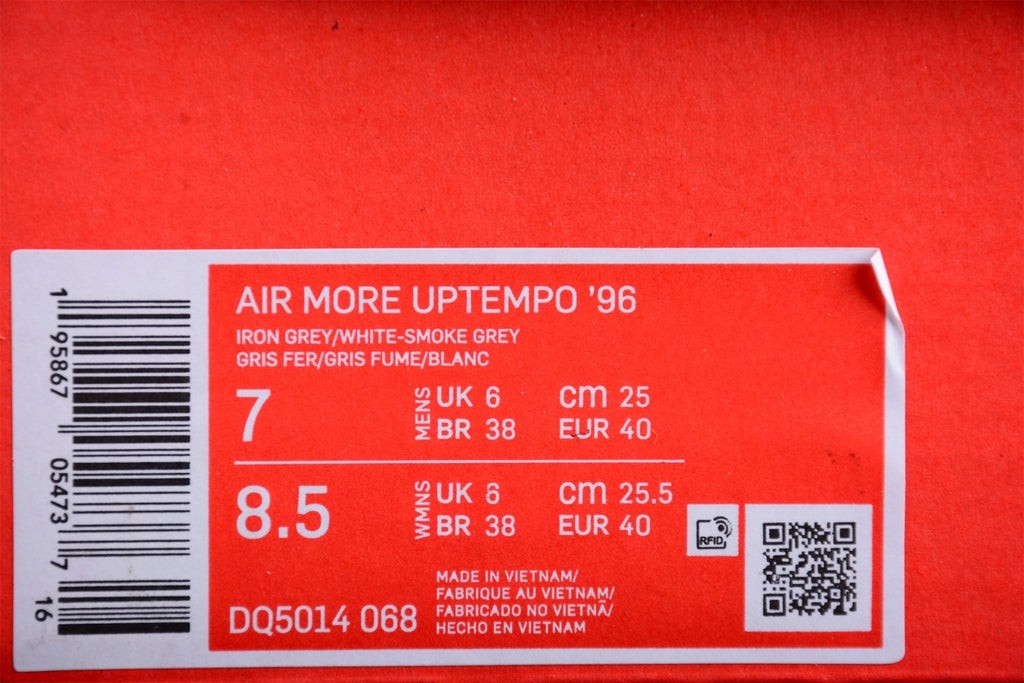 AIR MORE UPTEMPO ’96
IRON GREY/WHITE-SMOKE GREY
GRIS FER/GRIS FUME/BLANC
7
MENS
UK 6 cm 25
BR 38 EUR 40
8.5
WMNS
UK 6 cm 25.5
BR 38 EUR 40
RFID
MADE IN VIETNAM/
FABRIQUE AU VIETNAM/
FABRICADO NO VIETNÃ/
HECHO EN VIETNAM
DQ5014 068
1 95867 05473 7 16